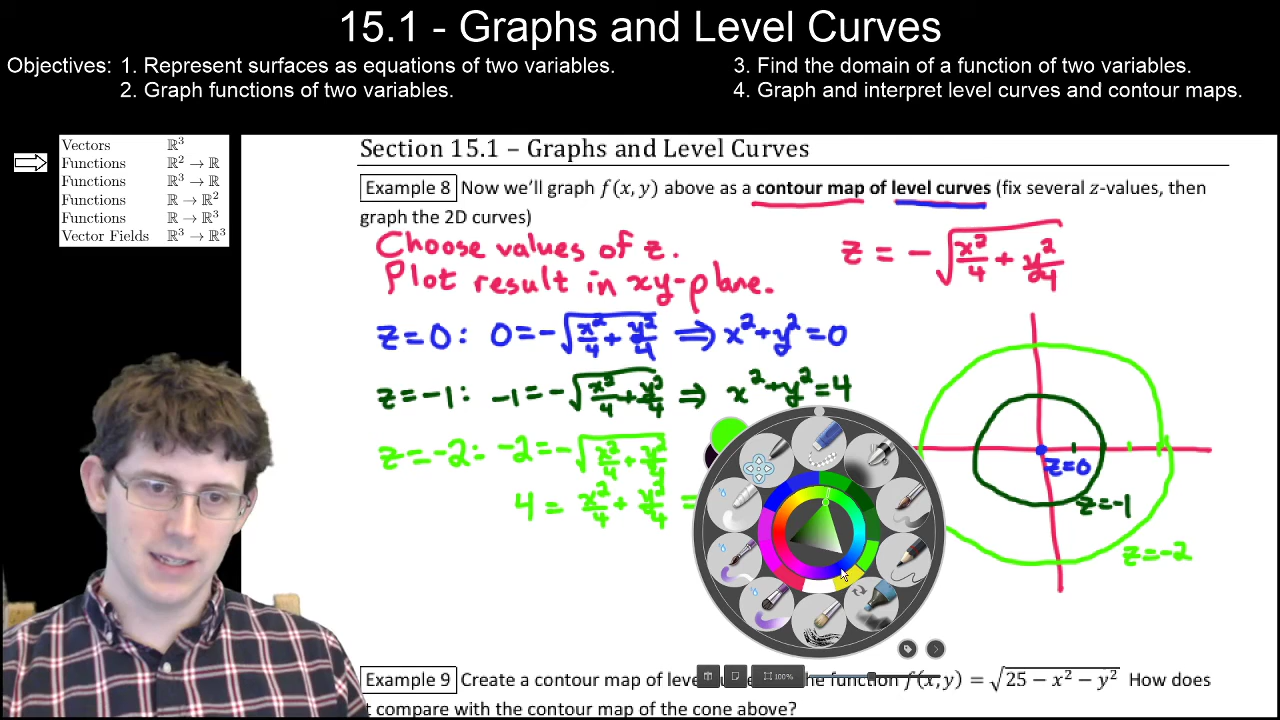 15.1 - Graphs and Level Curves
Objectives: 1. Represent surfaces as equations of two variables.
2. Graph functions of two variables.
3. Find the domain of a function of two variables.
4. Graph and interpret level curves and contour maps.
Vectors ℝ³
Functions ℝ² → ℝ
Functions ℝ³ → ℝ
Functions ℝ → ℝ²
Functions ℝ → ℝ³
Vector Fields ℝ³ → ℝ³
Section 15.1 – Graphs and Level Curves
Example 8 Now we'll graph f(x, y) above as a contour map of level curves (fix several z-values, then
graph the 2D curves)
Choose values of z.
Plot result in xy-plane.
z = -√(x²/4 + y²/4)
z=0: 0=-√(x²/4 + y²/4) ⇒ x²+y²=0
z=-1: -1=-√(x²/4 + y²/4) ⇒ x²+y²=4
z=-2: -2=-√(x²/4 + y²/4)
4 = x²/4 + y²/4 =
z=0
z=-1
z=-2
100%
Example 9 Create a contour map of the function f(x, y) = √(25 − x² − y²) How does
t compare with the contour map of the cone above?